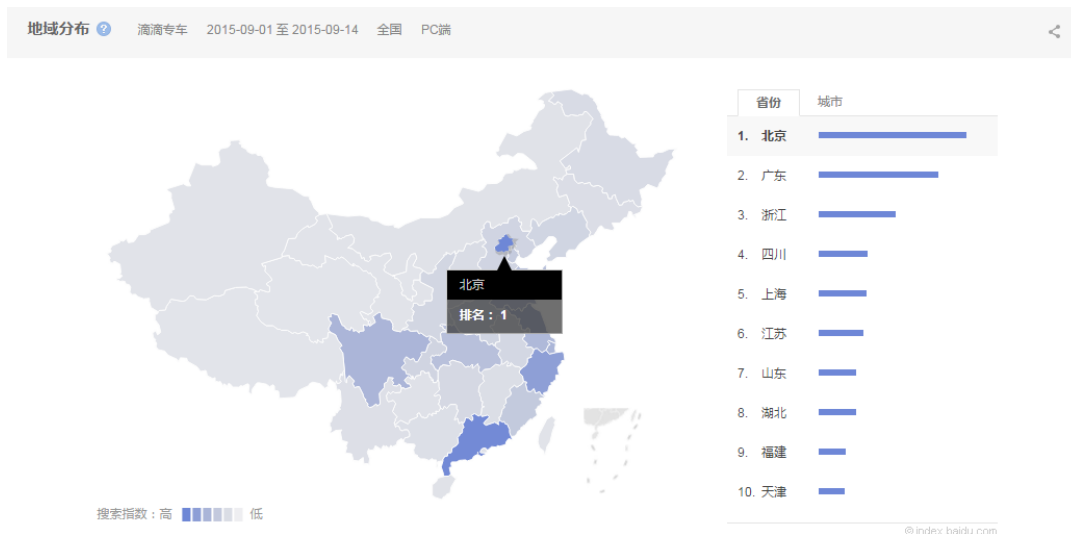 地域分布 ? 滴滴专车 2015-09-01 至 2015-09-14 全国 PC端
省份 城市
1. 北京
2. 广东
3. 浙江
4. 四川
5. 上海
6. 江苏
7. 山东
8. 湖北
9. 福建
10. 天津
北京
排名： 1
搜索指数：高 低
© index.baidu.com